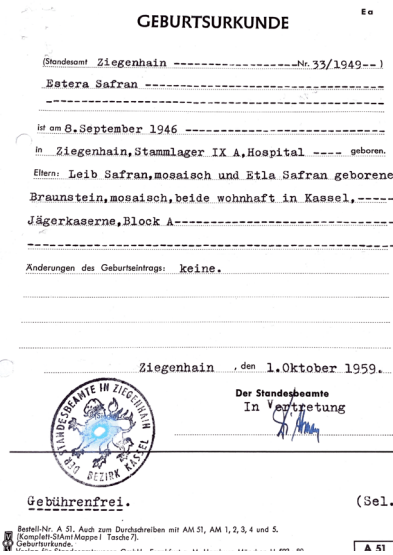 E a
GEBURTSURKUNDE
(Standesamt Ziegenhain ------------------Nr. 33/1949-- )
Estera Safran -----------------------------------
--------------------------------------------------
ist am 8.September 1946 -----------------------------
in Ziegenhain,Stammlager IX A,Hospital ---- geboren.
Eltern: Leib Safran,mosaisch und Etla Safran geborene
Braunstein,mosaisch,beide wohnhaft in Kassel,-----
Jägerkaserne,Block A---------------------------------
--------------------------------------------------
Änderungen des Geburtseintrags: keine.
Ziegenhain , den 1.Oktober 1959.
Der Standesbeamte
In Vertretung
DER STANDESBEAMTE IN ZIEGENHAIN
BEZIRK KASSEL
Gebührenfrei.
(Sel.
Bestell-Nr. A 51. Auch zum Durchschreiben mit AM 51, AM 1, 2, 3, 4 und 5.
(Komplett-StAmt Mappe I Tasche 7).
Geburtsurkunde.
A 51